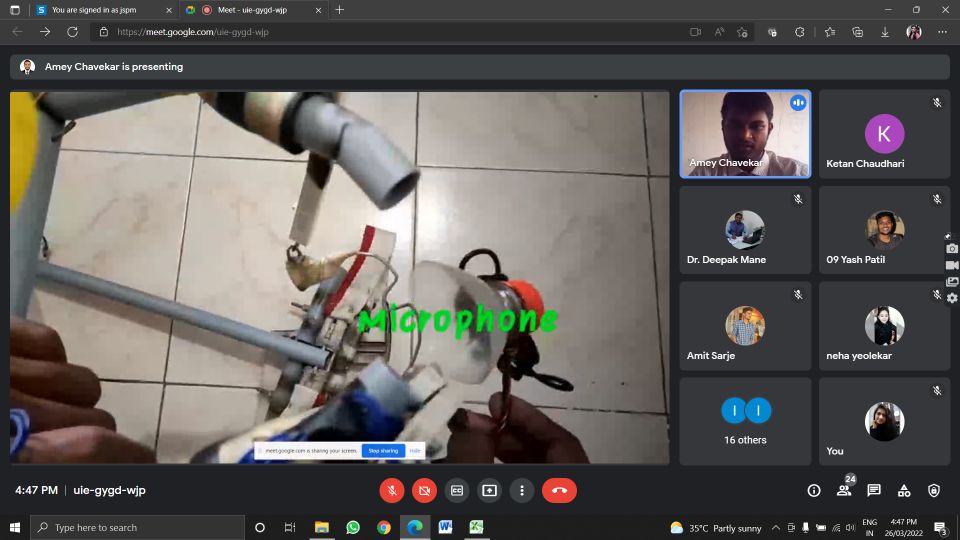 You are signed in as jspm
Meet - uie-gygd-wjp
https://meet.google.com/uie-gygd-wjp
Amey Chavekar is presenting
Microphone
meet.google.com is sharing your screen.
Stop sharing
Hide
Amey Chavekar
K
Ketan Chaudhari
Dr. Deepak Mane
09 Yash Patil
Amit Sarje
neha yeolekar
I I
16 others
You
4:47 PM | uie-gygd-wjp
24
Type here to search
35°C Partly sunny
ENG
IN
4:47 PM
26/03/2022
3